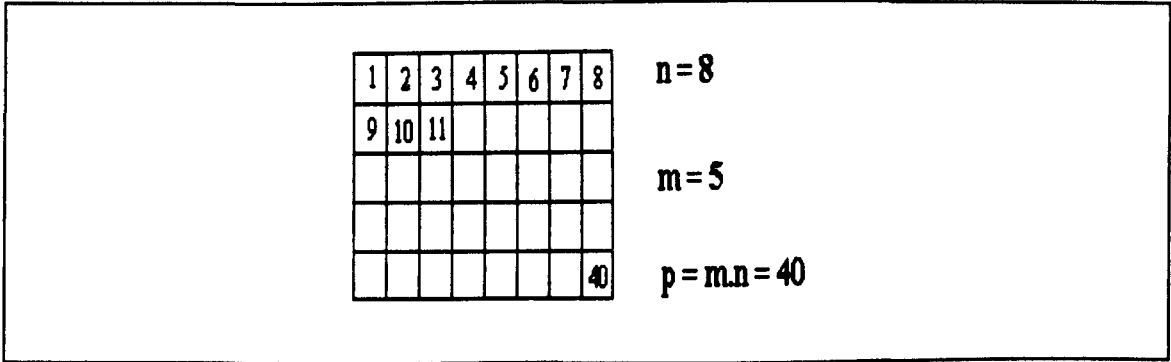 1 2 3 4 5 6 7 8 n = 8
9 10 11
m = 5
40 p = m.n = 40